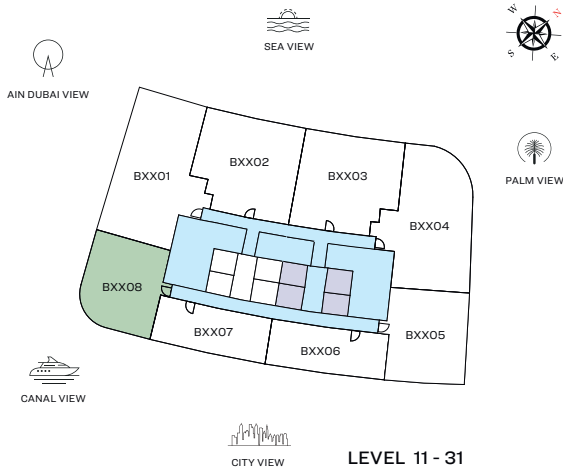 SEA VIEW
W
N
S
E
AIN DUBAI VIEW
PALM VIEW
BXX01
BXX02
BXX03
BXX04
BXX08
BXX07
BXX06
BXX05
CANAL VIEW
CITY VIEW
LEVEL 11 - 31